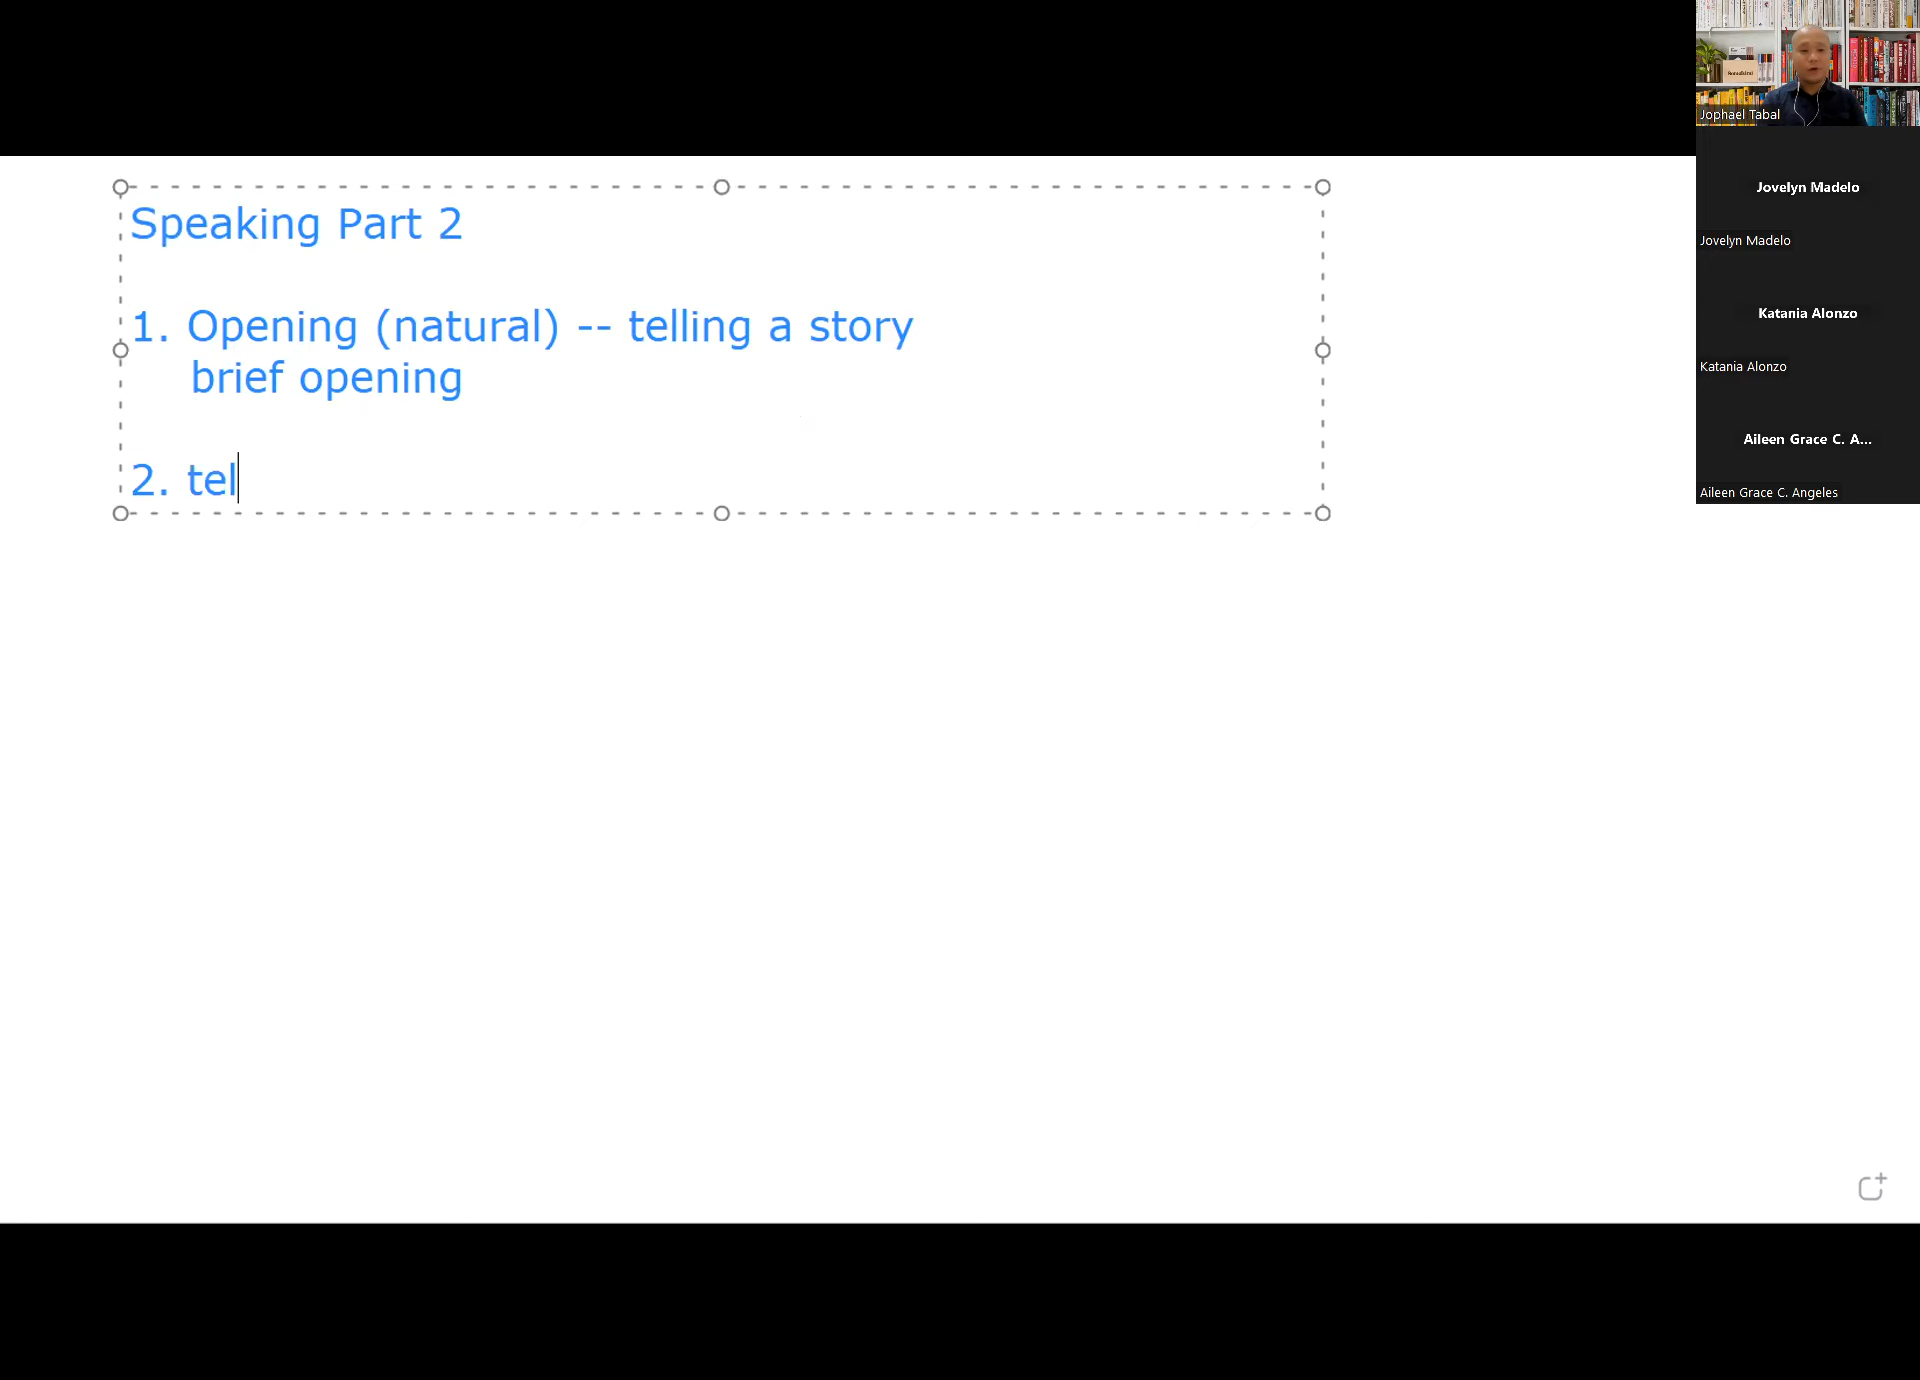 Speaking Part 2
1. Opening (natural) -- telling a story
brief opening
2. tel
Jophael Tabal
Jovelyn Madelo
Jovelyn Madelo
Katania Alonzo
Katania Alonzo
Aileen Grace C. A...
Aileen Grace C. Angeles